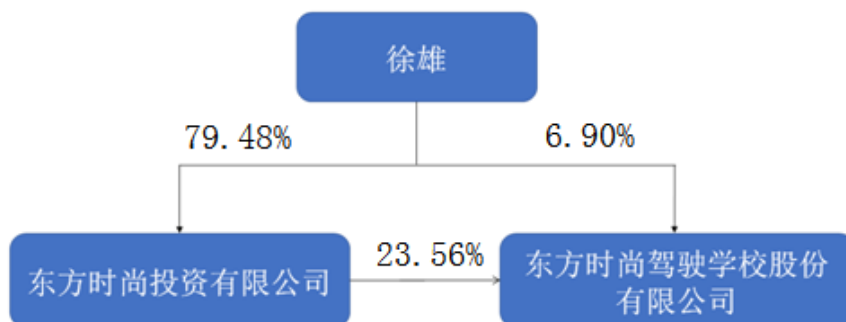 徐雄
79.48%
6.90%
东方时尚投资有限公司
23.56%
东方时尚驾驶学校股份
有限公司